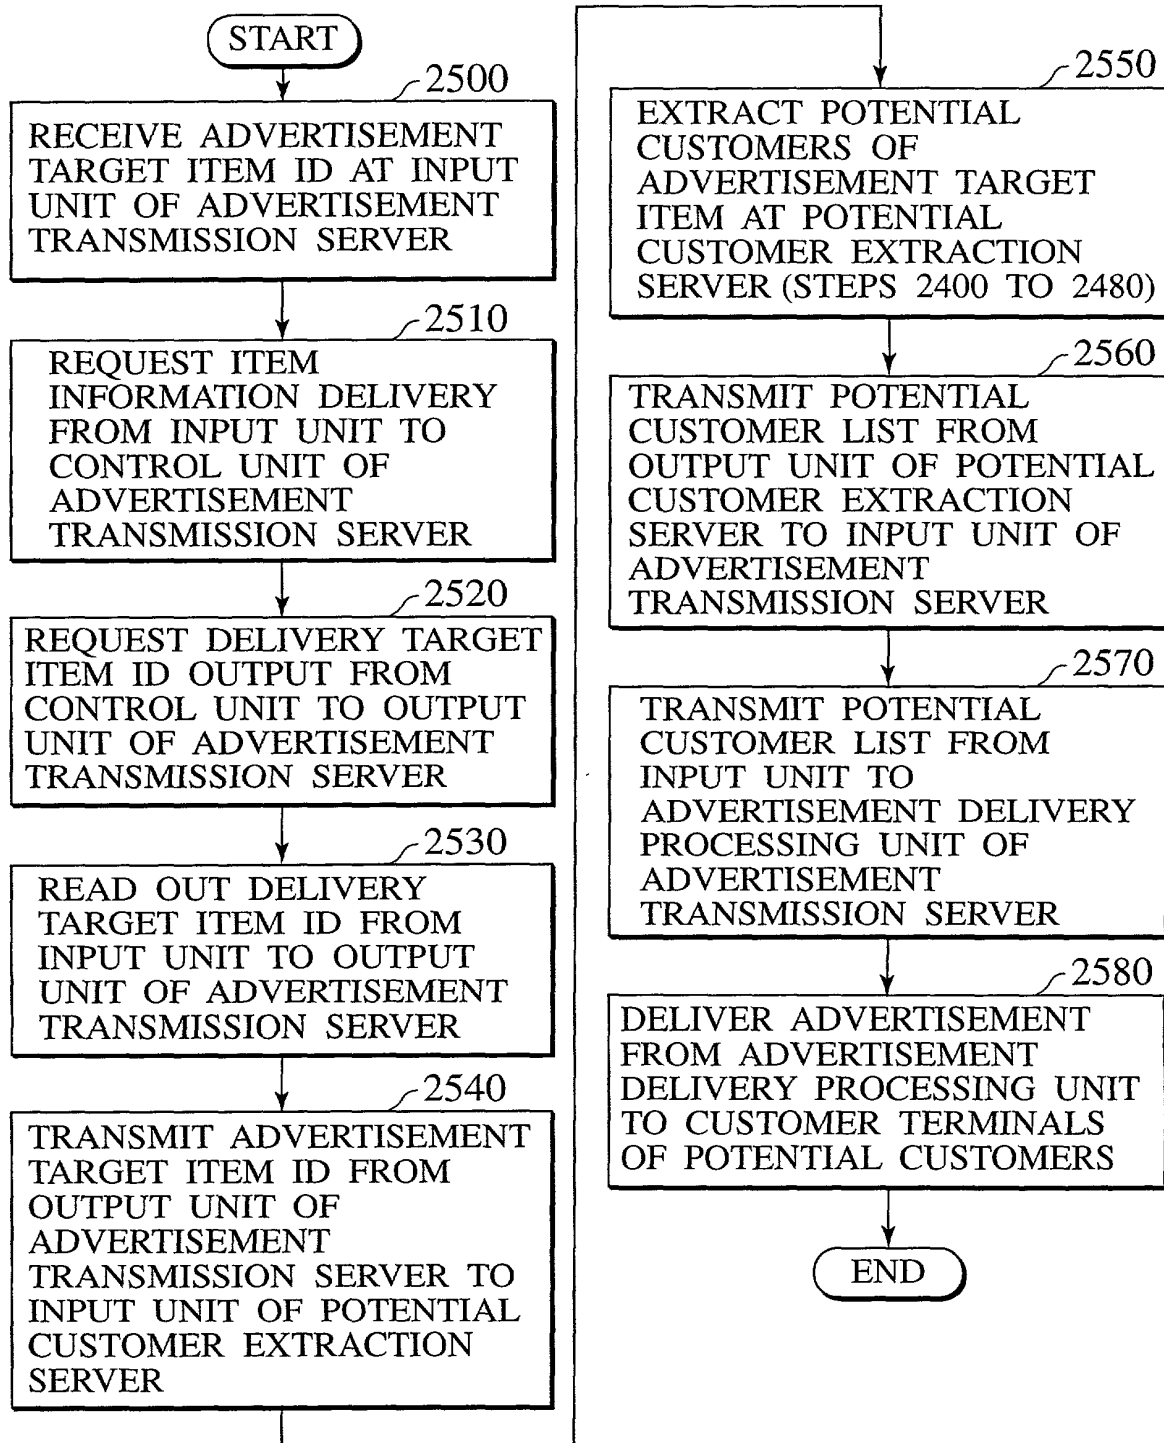 START
2500
RECEIVE ADVERTISEMENT
TARGET ITEM ID AT INPUT
UNIT OF ADVERTISEMENT
TRANSMISSION SERVER
2510
REQUEST ITEM
INFORMATION DELIVERY
FROM INPUT UNIT TO
CONTROL UNIT OF
ADVERTISEMENT
TRANSMISSION SERVER
2520
REQUEST DELIVERY TARGET
ITEM ID OUTPUT FROM
CONTROL UNIT TO OUTPUT
UNIT OF ADVERTISEMENT
TRANSMISSION SERVER
2530
READ OUT DELIVERY
TARGET ITEM ID FROM
INPUT UNIT TO OUTPUT
UNIT OF ADVERTISEMENT
TRANSMISSION SERVER
2540
TRANSMIT ADVERTISEMENT
TARGET ITEM ID FROM
OUTPUT UNIT OF
ADVERTISEMENT
TRANSMISSION SERVER TO
INPUT UNIT OF POTENTIAL
CUSTOMER EXTRACTION
SERVER
2550
EXTRACT POTENTIAL
CUSTOMERS OF
ADVERTISEMENT TARGET
ITEM AT POTENTIAL
CUSTOMER EXTRACTION
SERVER (STEPS 2400 TO 2480)
2560
TRANSMIT POTENTIAL
CUSTOMER LIST FROM
OUTPUT UNIT OF POTENTIAL
CUSTOMER EXTRACTION
SERVER TO INPUT UNIT OF
ADVERTISEMENT
TRANSMISSION SERVER
2570
TRANSMIT POTENTIAL
CUSTOMER LIST FROM
INPUT UNIT TO
ADVERTISEMENT DELIVERY
PROCESSING UNIT OF
ADVERTISEMENT
TRANSMISSION SERVER
2580
DELIVER ADVERTISEMENT
FROM ADVERTISEMENT
DELIVERY PROCESSING UNIT
TO CUSTOMER TERMINALS
OF POTENTIAL CUSTOMERS
END